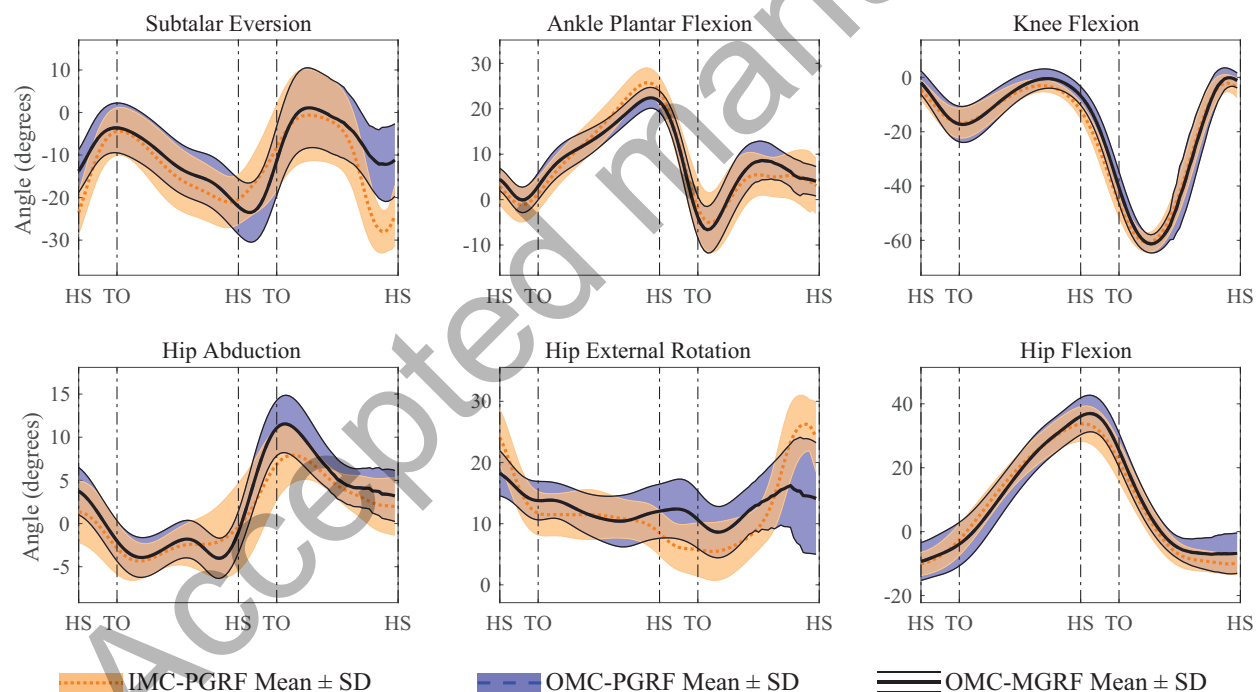 Subtalar Eversion
Ankle Plantar Flexion
Knee Flexion
Angle (degrees)
10
0
-10
-20
-30
30
20
10
0
-10
0
-20
-40
-60
HS TO HS TO HS
HS TO HS TO HS
HS TO HS TO HS
Hip Abduction
Hip External Rotation
Hip Flexion
Angle (degrees)
15
10
5
0
-5
30
20
10
0
40
20
0
-20
HS TO HS TO HS
HS TO HS TO HS
HS TO HS TO HS
IMC-PGRF Mean ± SD
OMC-PGRF Mean ± SD
OMC-MGRF Mean ± SD
Accepted